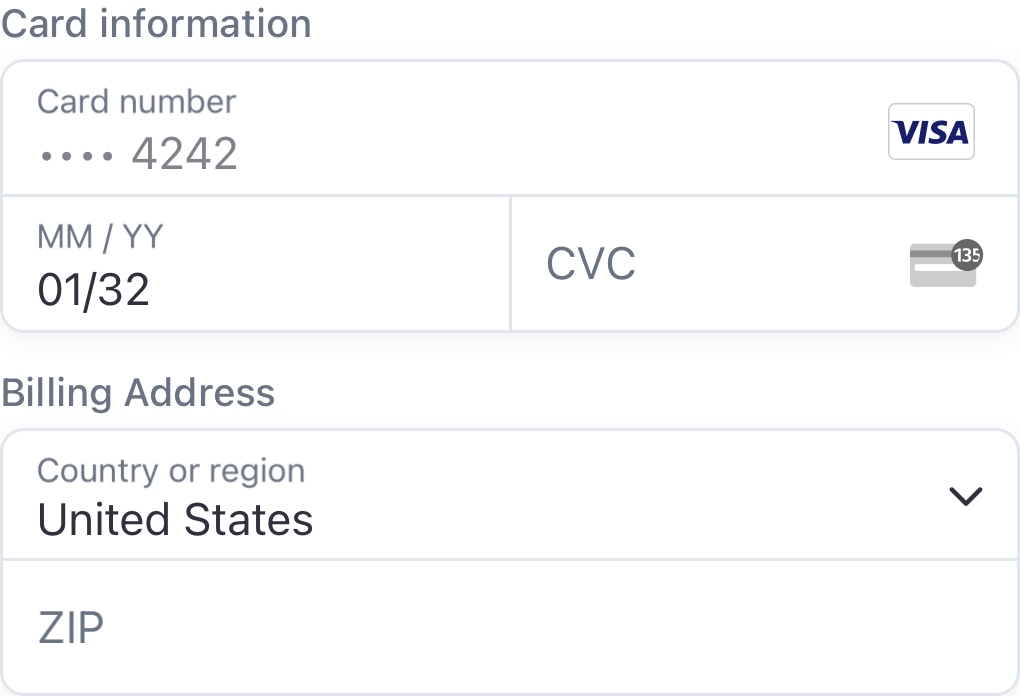 Card information
Card number
•••• 4242
VISA
MM / YY
01/32
CVC
135
Billing Address
Country or region
United States
ZIP